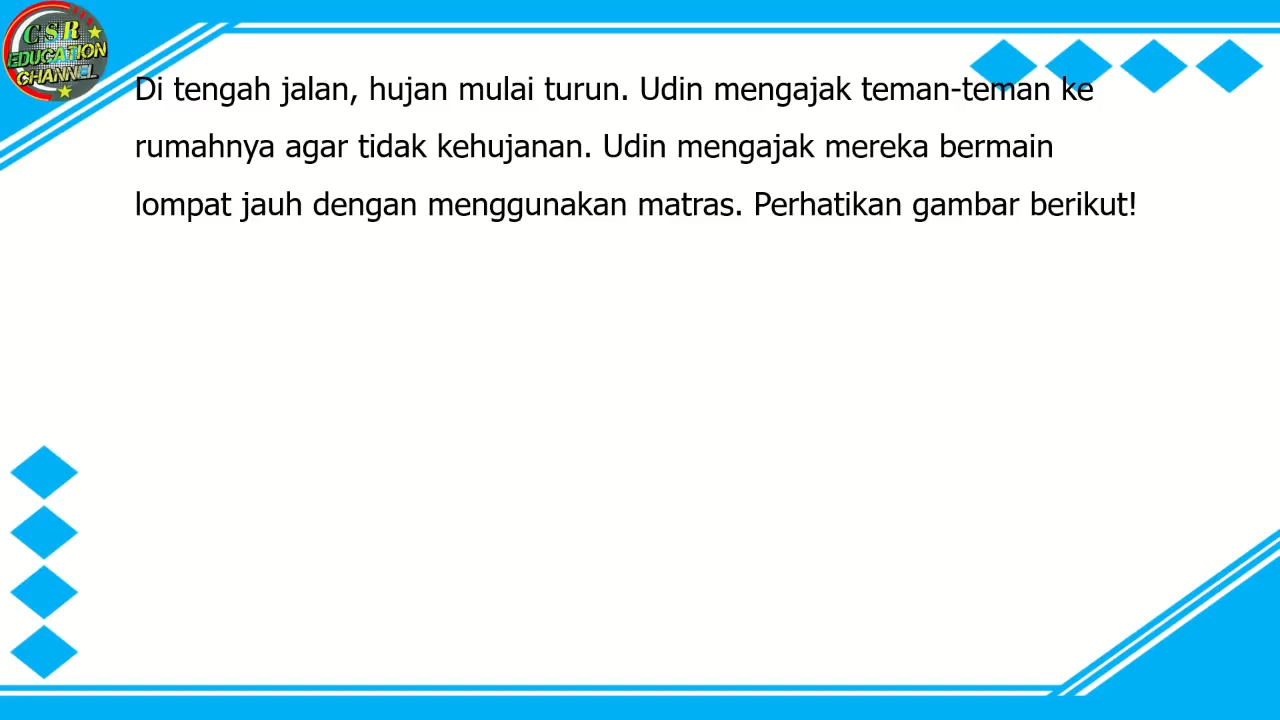 CSR
EDUCATION
CHANNEL
Di tengah jalan, hujan mulai turun. Udin mengajak teman-teman ke
rumahnya agar tidak kehujanan. Udin mengajak mereka bermain
lompat jauh dengan menggunakan matras. Perhatikan gambar berikut!